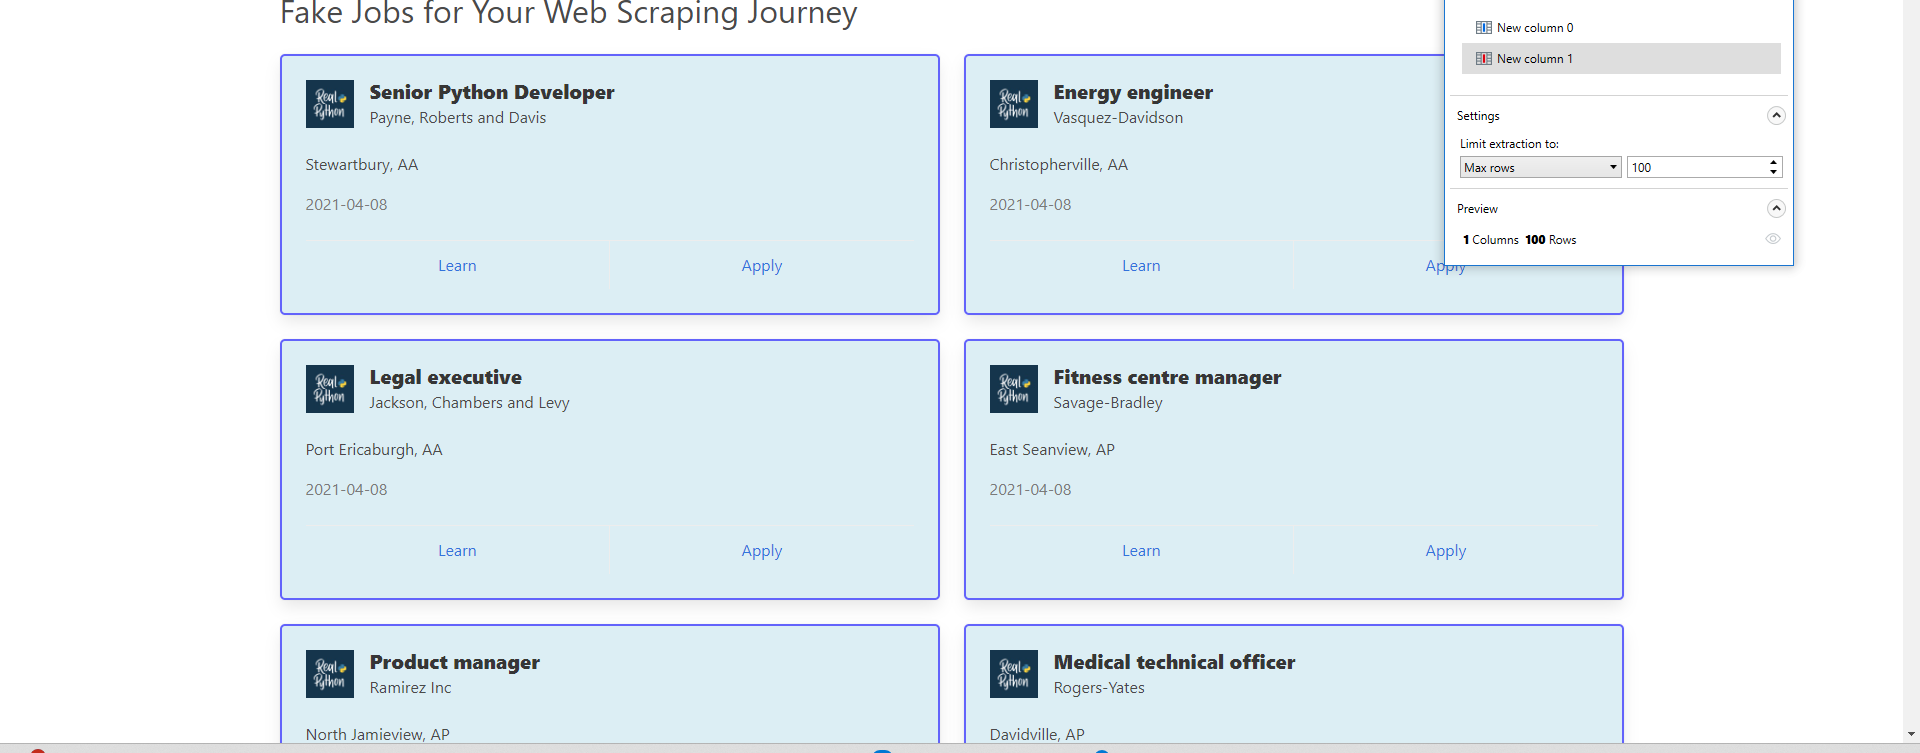 Fake Jobs for Your Web Scraping Journey
New column 0
New column 1
Settings
Limit extraction to:
Max rows 100
Preview
1 Columns 100 Rows
Real Python
Senior Python Developer
Payne, Roberts and Davis
Stewartbury, AA
2021-04-08
Learn Apply
Real Python
Energy engineer
Vasquez-Davidson
Christopherville, AA
2021-04-08
Learn Apply
Real Python
Legal executive
Jackson, Chambers and Levy
Port Ericaburgh, AA
2021-04-08
Learn Apply
Real Python
Fitness centre manager
Savage-Bradley
East Seanview, AP
2021-04-08
Learn Apply
Real Python
Product manager
Ramirez Inc
North Jamieview, AP
Real Python
Medical technical officer
Rogers-Yates
Davidville, AP